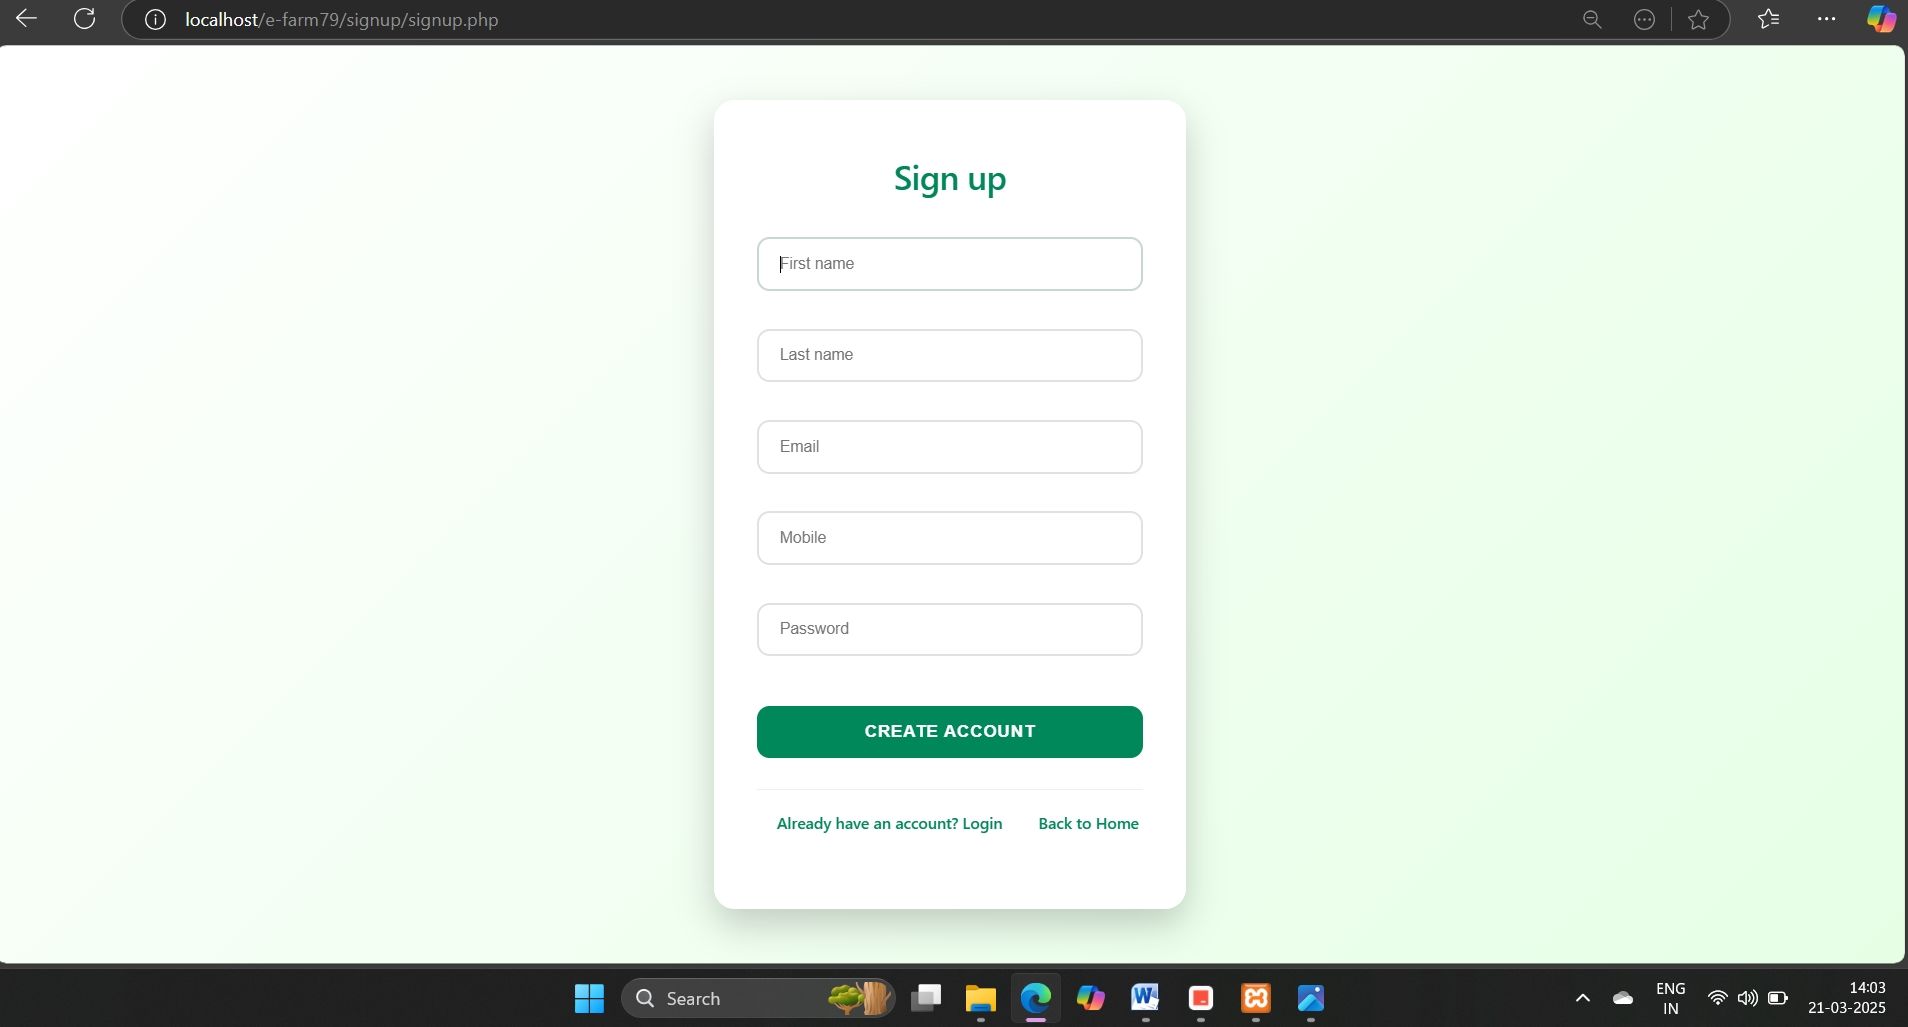 localhost/e-farm79/signup/signup.php
Sign up
First name
Last name
Email
Mobile
Password
CREATE ACCOUNT
Already have an account? Login Back to Home
Search
ENG
IN
14:03
21-03-2025